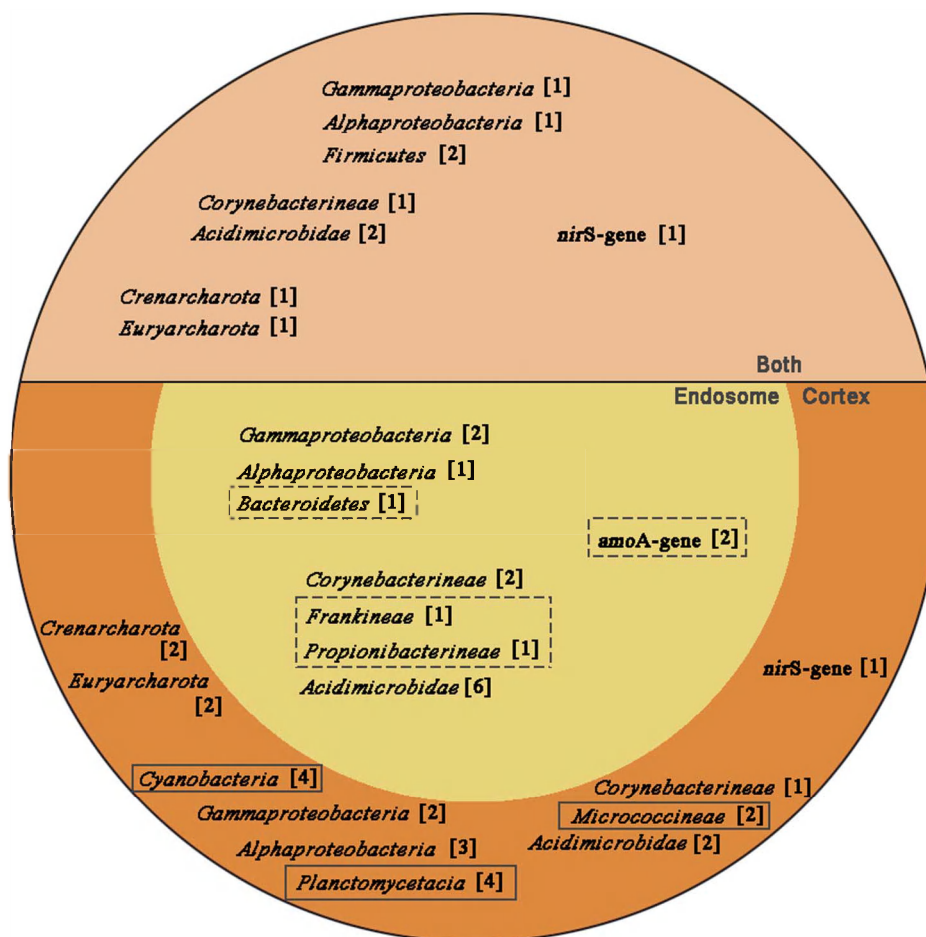 Gammaproteobacteria [1]
Alphaproteobacteria [1]
Firmicutes [2]
Corynebacterineae [1]
Acidimicrobidae [2]
nirS-gene [1]
Crenarcharota [1]
Euryarcharota [1]
Both
Endosome Cortex
Gammaproteobacteria [2]
Alphaproteobacteria [1]
Bacteroidetes [1]
amoA-gene [2]
Corynebacterineae [2]
Frankineae [1]
Propionibacterineae [1]
Acidimicrobidae [6]
Crenarcharota
[2]
Euryarcharota
[2]
nirS-gene [1]
Cyanobacteria [4]
Gammaproteobacteria [2]
Alphaproteobacteria [3]
Planctomycetacia [4]
Corynebacterineae [1]
Micrococcineae [2]
Acidimicrobidae [2]